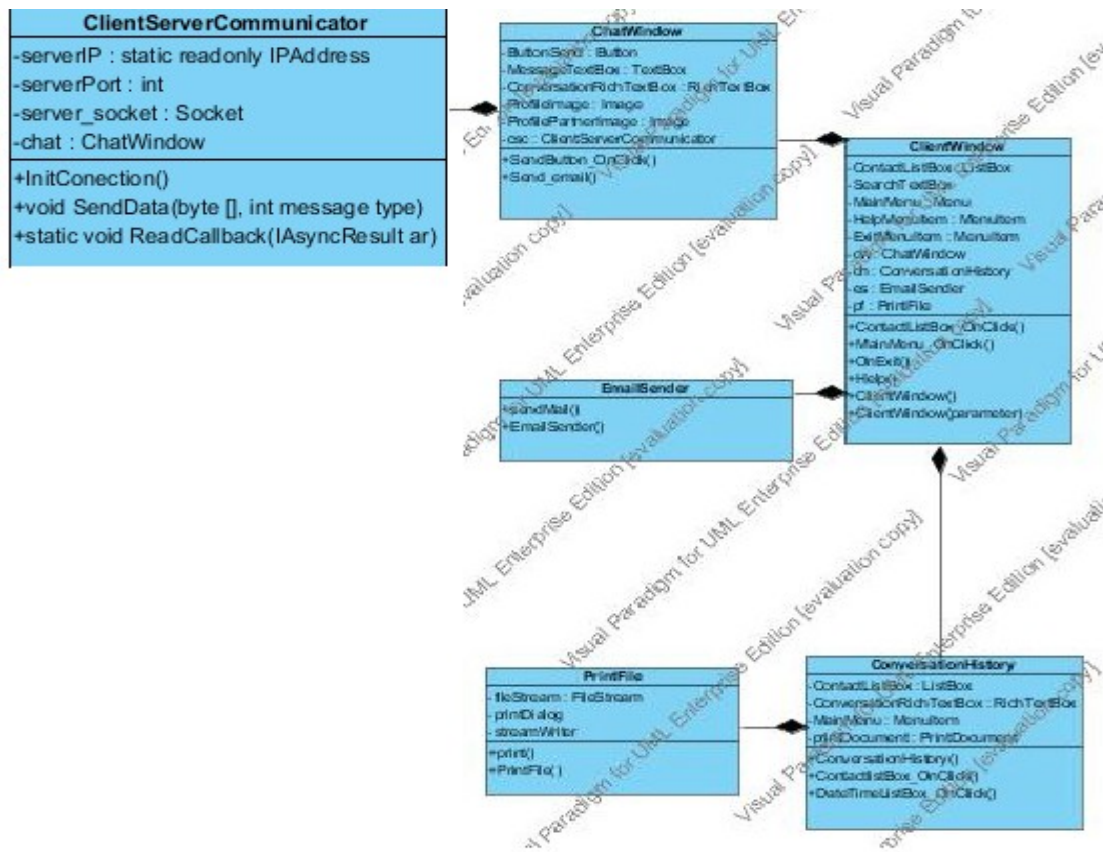 ClientServerCommunicator
-serverIP : static readonly IPAddress
-serverPort : int
-server_socket : Socket
-chat : ChatWindow
+InitConection()
+void SendData(byte [], int message type)
+static void ReadCallback(IAsyncResult ar)
ChatWindow
-ButtonSend : Button
-MessageTextBox : TextBox
-ConversationRichTextBox : RichTextBox
-ProfileImage : Image
-ProfilePartnerImage : Image
-csc : ClientServerCommunicator
+SendButton_OnClick()
+Send_email()
ClientWindow
-ContactListBox : ListBox
-SearchTextBox
-MainMenu : Menu
-HelpMenuItem : MenuItem
-ExitMenuItem : MenuItem
-cw : ChatWindow
-ch : ConversationHistory
-es : EmailSender
-pf : PrintFile
+ContactListBox_OnClick()
+MainMenu_OnClick()
+OnExit()
+Help()
+ClientWindow()
+ClientWindow(parameter)
EmailSender
+sendMail()
+EmailSender()
PrintFile
-fileStream : FileStream
-printDialog
-streamWriter
+print()
+PrintFile()
ConversationHistory
-ContactListBox : ListBox
-ConversationRichTextBox : RichTextBox
-MainMenu : MenuItem
-printDocument : PrintDocument
+ConversationHistory()
+ContactlistBox_OnClick()
+DateTimeListBox_OnClick()
Visual Paradigm for UML Enterprise Edition [evaluation copy]